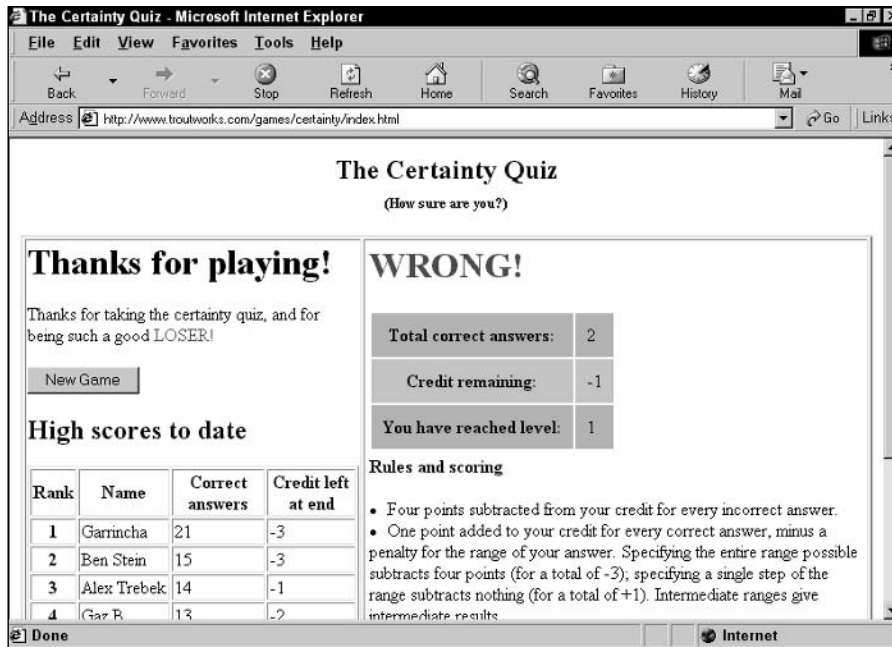 The Certainty Quiz - Microsoft Internet Explorer
File Edit View Favorites Tools Help
Back Forward Stop Refresh Home Search Favorites History Mail
Address http://www.troutworks.com/games/certainty/index.html Go Links
The Certainty Quiz
(How sure are you?)
Thanks for playing!
Thanks for taking the certainty quiz, and for
being such a good LOSER!
New Game
High scores to date
Rank Name Correct answers Credit left at end
1 Garrincha 21 -3
2 Ben Stein 15 -3
3 Alex Trebek 14 -1
4 Gaz B 13 -2
WRONG!
Total correct answers: 2
Credit remaining: -1
You have reached level: 1
Rules and scoring
• Four points subtracted from your credit for every incorrect answer.
• One point added to your credit for every correct answer, minus a
penalty for the range of your answer. Specifying the entire range possible
subtracts four points (for a total of -3); specifying a single step of the
range subtracts nothing (for a total of +1). Intermediate ranges give
intermediate results
Done Internet